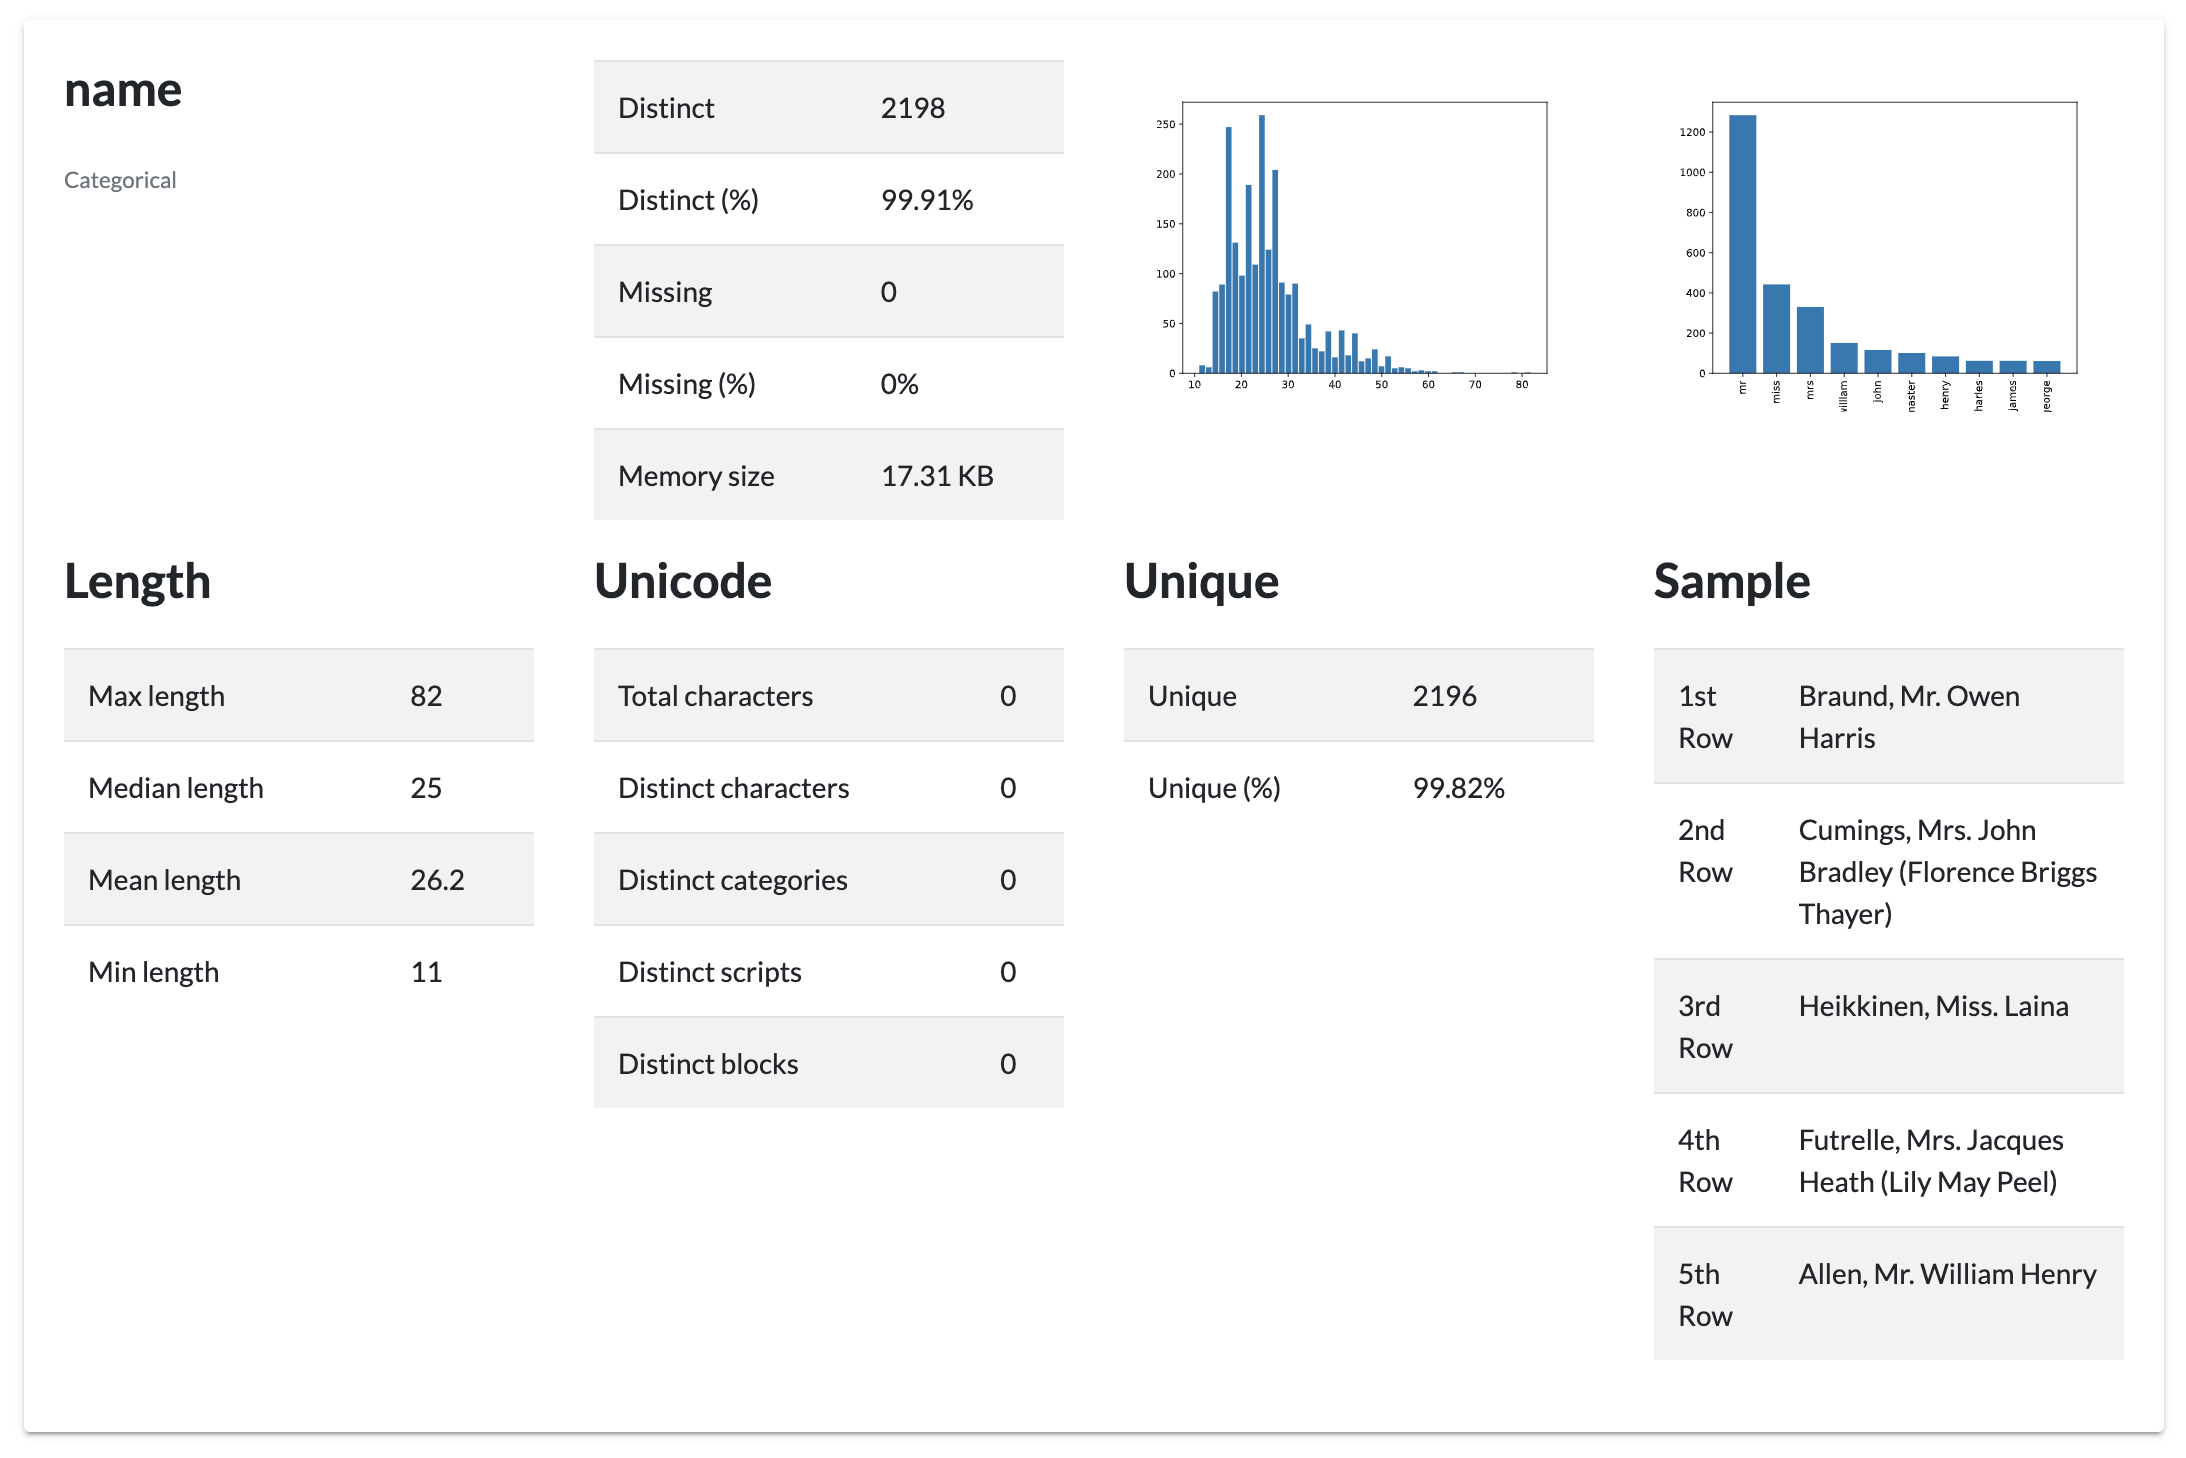 name
Categorical
Distinct 2198
Distinct (%) 99.91%
Missing 0
Missing (%) 0%
Memory size 17.31 KB
250
200
150
100
50
0
10 20 30 40 50 60 70 80
1200
1000
800
600
400
200
0
mr
miss
mrs
villiam
john
naster
henry
harles
james
jeorge
Length
Max length 82
Median length 25
Mean length 26.2
Min length 11
Unicode
Total characters 0
Distinct characters 0
Distinct categories 0
Distinct scripts 0
Distinct blocks 0
Unique
Unique 2196
Unique (%) 99.82%
Sample
1st Braund, Mr. Owen
Row Harris
2nd Cumings, Mrs. John
Row Bradley (Florence Briggs
Thayer)
3rd Heikkinen, Miss. Laina
Row
4th Futrelle, Mrs. Jacques
Row Heath (Lily May Peel)
5th Allen, Mr. William Henry
Row